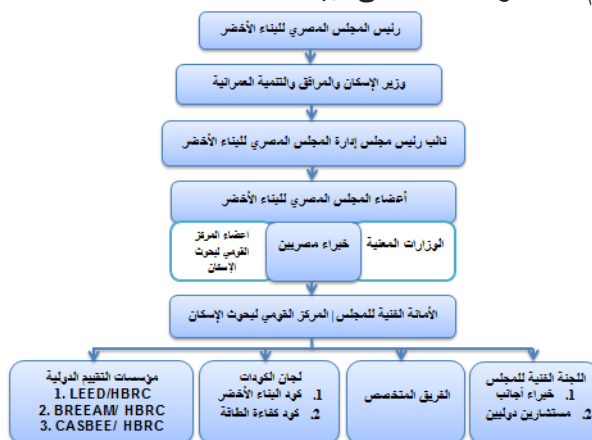 رئيس المجلس المصري للبناء الأخضر
وزير الإسكان والمرافق والتنمية العمرانية
نائب رئيس مجلس إدارة المجلس المصري للبناء الأخضر
أعضاء المجلس المصري للبناء الأخضر
الوزارات المعنية
خبراء مصريين
اعضاء المركز
القومي لبحوث
الإسكان
الأمانة الفنية للمجلس | المركز القومي لبحوث الإسكان
اللجنة الفنية للمجلس
1. خبراء أجانب
2. مستشارين دوليين
الفريق المتخصص
لجان الكودات
1. كود البناء الأخضر
2. كود كفاءة الطاقة
مؤسسات التقييم الدولية
1. LEED/HBRC
2. BREEAM/ HBRC
3. CASBEE/ HBRC